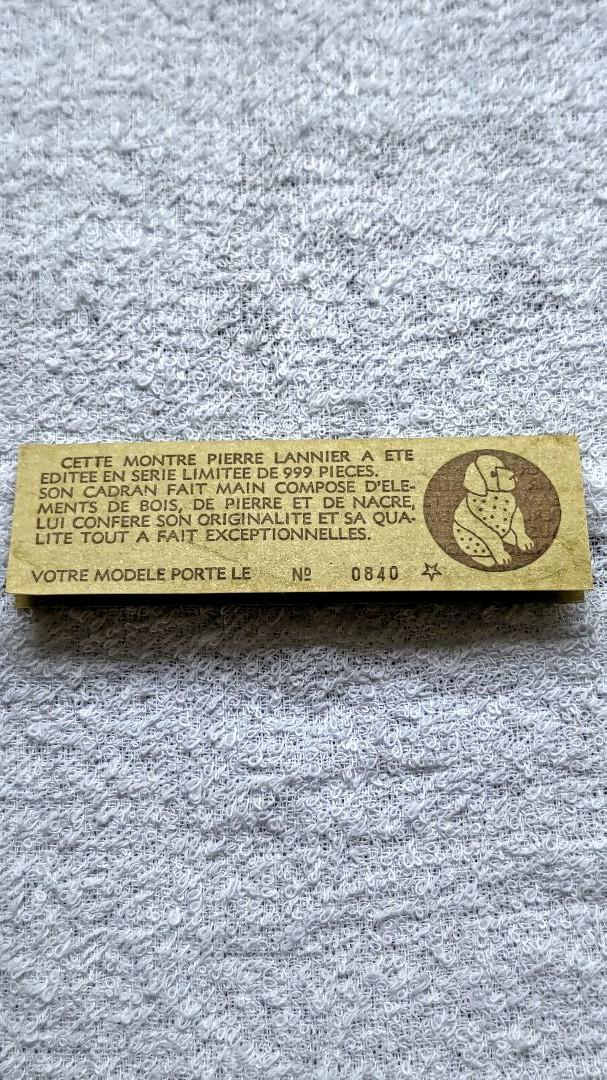 CETTE MONTRE PIERRE LANNIER A ETE
EDITEE EN SERIE LIMITEE DE 999 PIECES.
SON CADRAN FAIT MAIN COMPOSE D'ELE-
MENTS DE BOIS, DE PIERRE ET DE NACRE,
LUI CONFERE SON ORIGINALITE ET SA QUA-
LITE TOUT A FAIT EXCEPTIONNELLES.
VOTRE MODELE PORTE LE Nº 0840